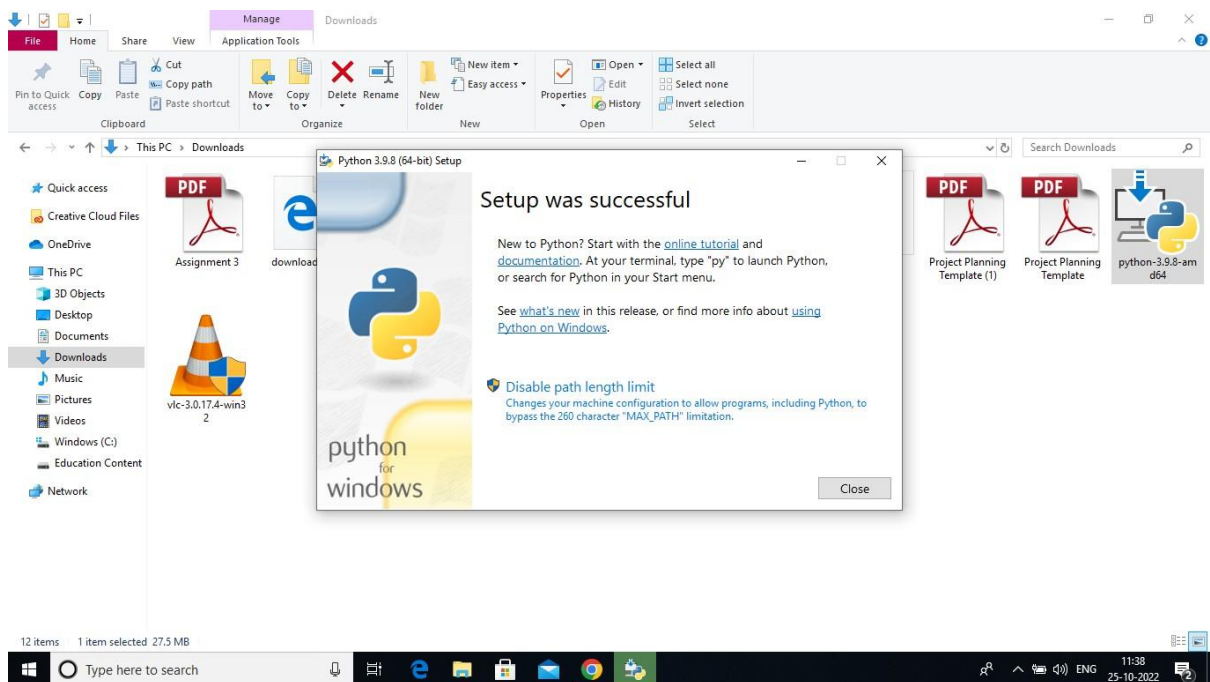 Manage
Downloads
File
Home
Share
View
Application Tools
Pin to Quick
access
Copy
Paste
Cut
Copy path
Paste shortcut
Clipboard
Move
to
Copy
to
Delete
Rename
Organize
New
folder
New item
Easy access
New
Properties
Open
Edit
History
Open
Select all
Select none
Invert selection
Select
This PC > Downloads
Search Downloads
Quick access
Creative Cloud Files
OneDrive
This PC
3D Objects
Desktop
Documents
Downloads
Music
Pictures
Videos
Windows (C:)
Education Content
Network
PDF
Assignment 3
download
vlc-3.0.17.4-win3
2
Python 3.9.8 (64-bit) Setup
Setup was successful
New to Python? Start with the online tutorial and
documentation. At your terminal, type "py" to launch Python,
or search for Python in your Start menu.
See what's new in this release, or find more info about using
Python on Windows.
Disable path length limit
Changes your machine configuration to allow programs, including Python, to
bypass the 260 character "MAX_PATH" limitation.
python
for
windows
Close
PDF
Project Planning
Template (1)
PDF
Project Planning
Template
python-3.9.8-am
d64
12 items
1 item selected 27.5 MB
Type here to search
ENG
11:38
25-10-2022
2